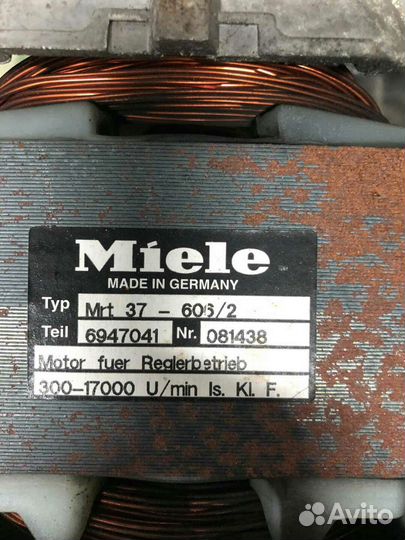 Miele
MADE IN GERMANY
Typ Mrt 37 - 606/2
Teil 6947041 Nr. 081438
Motor fuer Reglerbetrieb
300-17000 U/min Is. Kl. F.
Avito